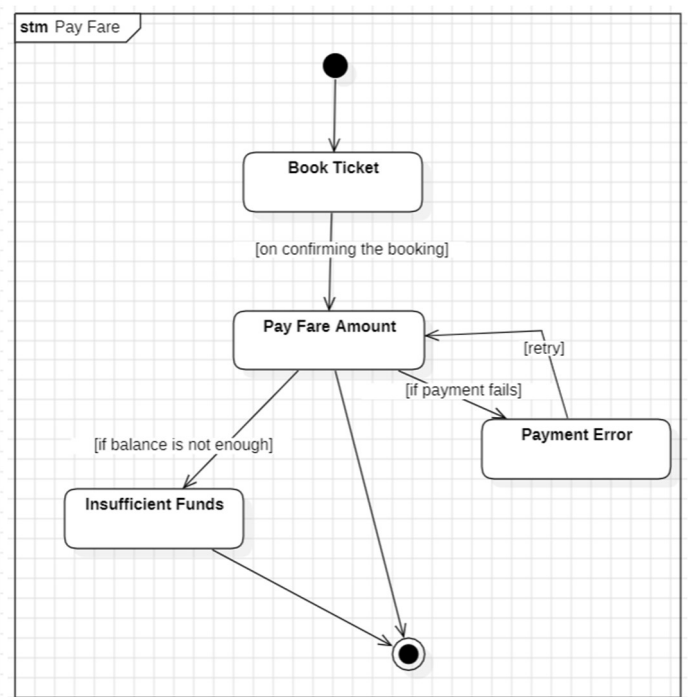 stm Pay Fare
Book Ticket
[on confirming the booking]
Pay Fare Amount
[retry]
[if payment fails]
Payment Error
[if balance is not enough]
Insufficient Funds